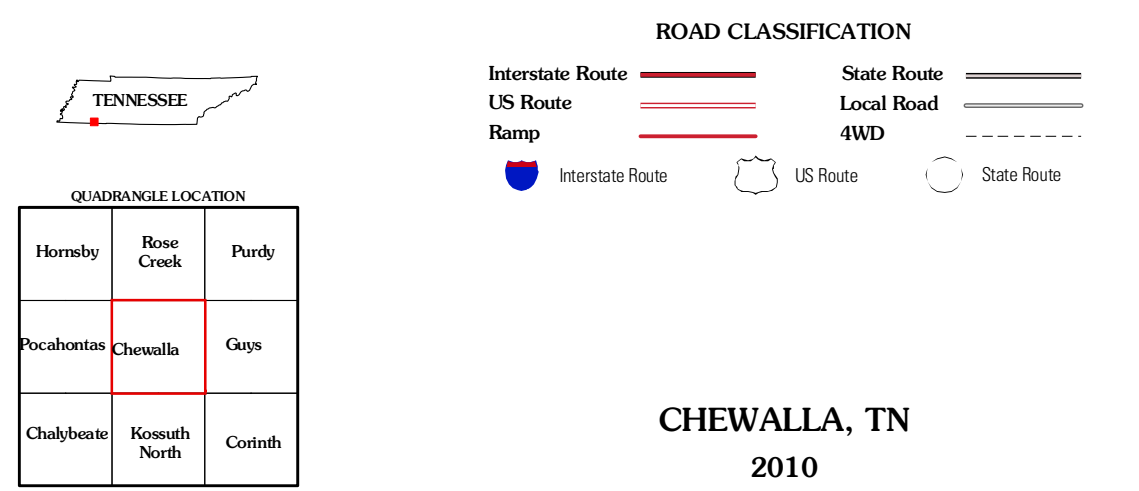 TENNESSEE
QUADRANGLE LOCATION
Hornsby
Rose
Creek
Purdy
Pocahontas
Chewalla
Guys
Chalybeate
Kossuth
North
Corinth
ROAD CLASSIFICATION
Interstate Route
State Route
US Route
Local Road
Ramp
4WD
Interstate Route
US Route
State Route
CHEWALLA, TN
2010